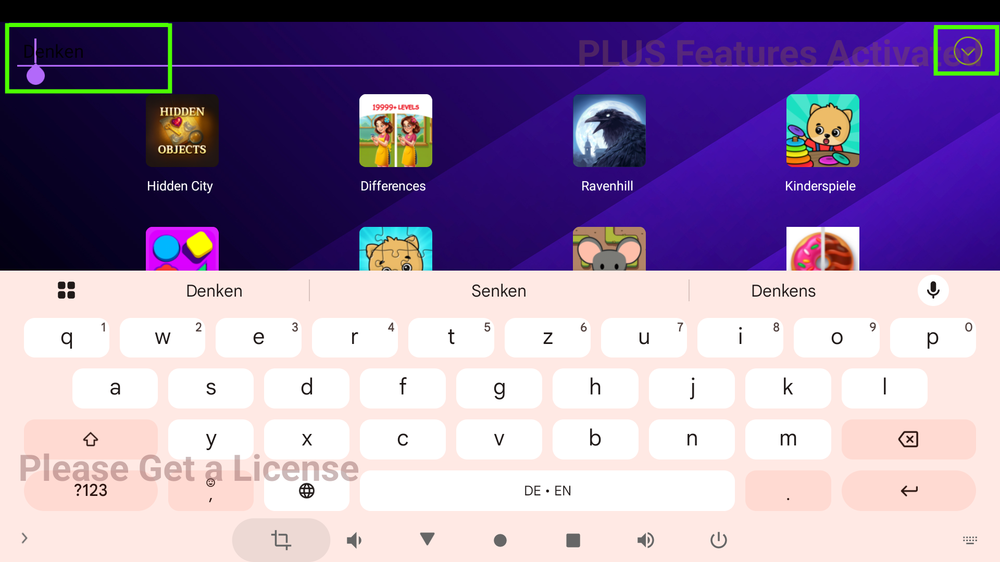 Denken
PLUS Features Activated
HIDDEN
OBJECTS
19999+ LEVELS
Hidden City
Differences
Ravenhill
Kinderspiele
Denken
Senken
Denkens
q 1 w 2 e 3 r 4 t 5 z 6 u 7 i 8 o 9 p 0
a s d f g h j k l
y x c v b n m
Please Get a License
?123 , DE • EN .